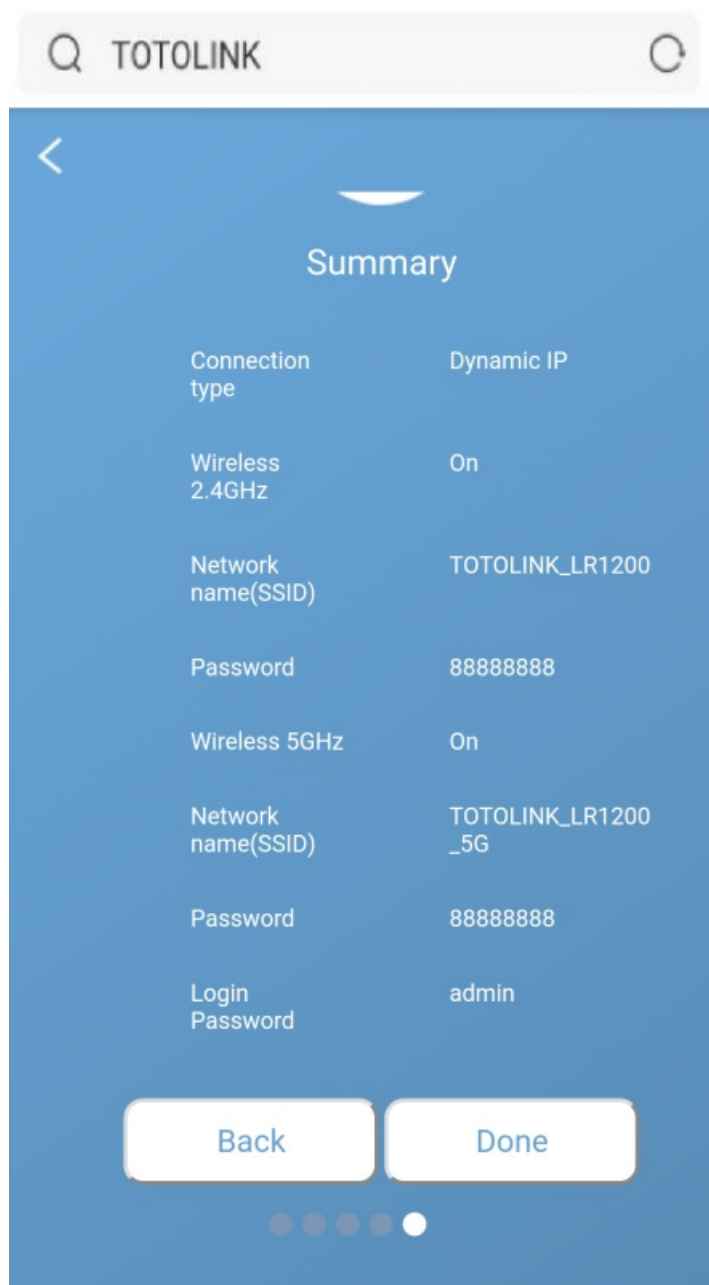 TOTOLINK
Summary
Connection
type
Dynamic IP
Wireless
2.4GHz
On
Network
name(SSID)
TOTOLINK_LR1200
Password
88888888
Wireless 5GHz
On
Network
name(SSID)
TOTOLINK_LR1200
_5G
Password
88888888
Login
Password
admin
Back
Done